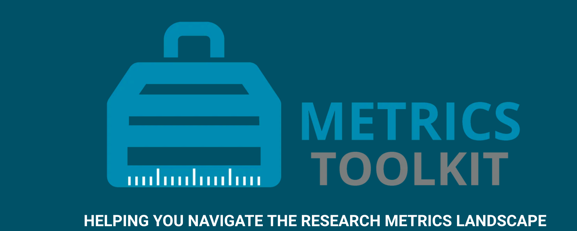 METRICS
TOOLKIT
HELPING YOU NAVIGATE THE RESEARCH METRICS LANDSCAPE